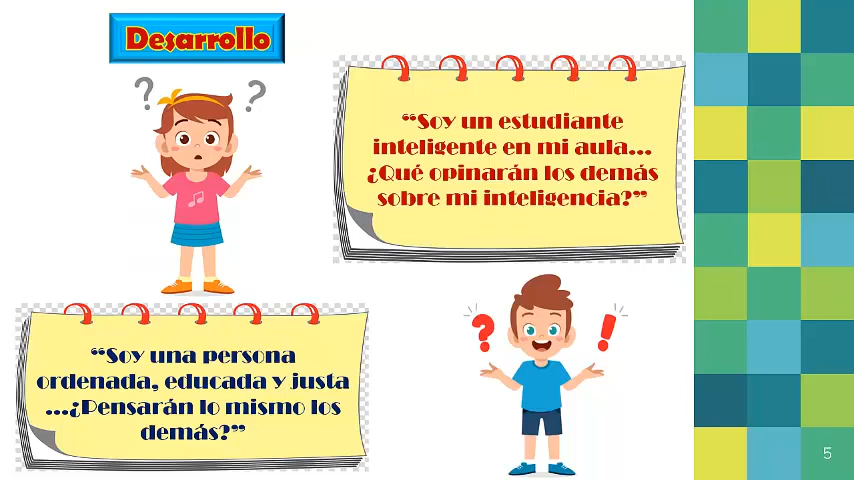 Desarrollo
“Soy un estudiante
inteligente en mi aula...
¿Qué opinarán los demás
sobre mi inteligencia?”
“Soy una persona
ordenada, educada y justa
...¿Pensarán lo mismo los
demás?”
5